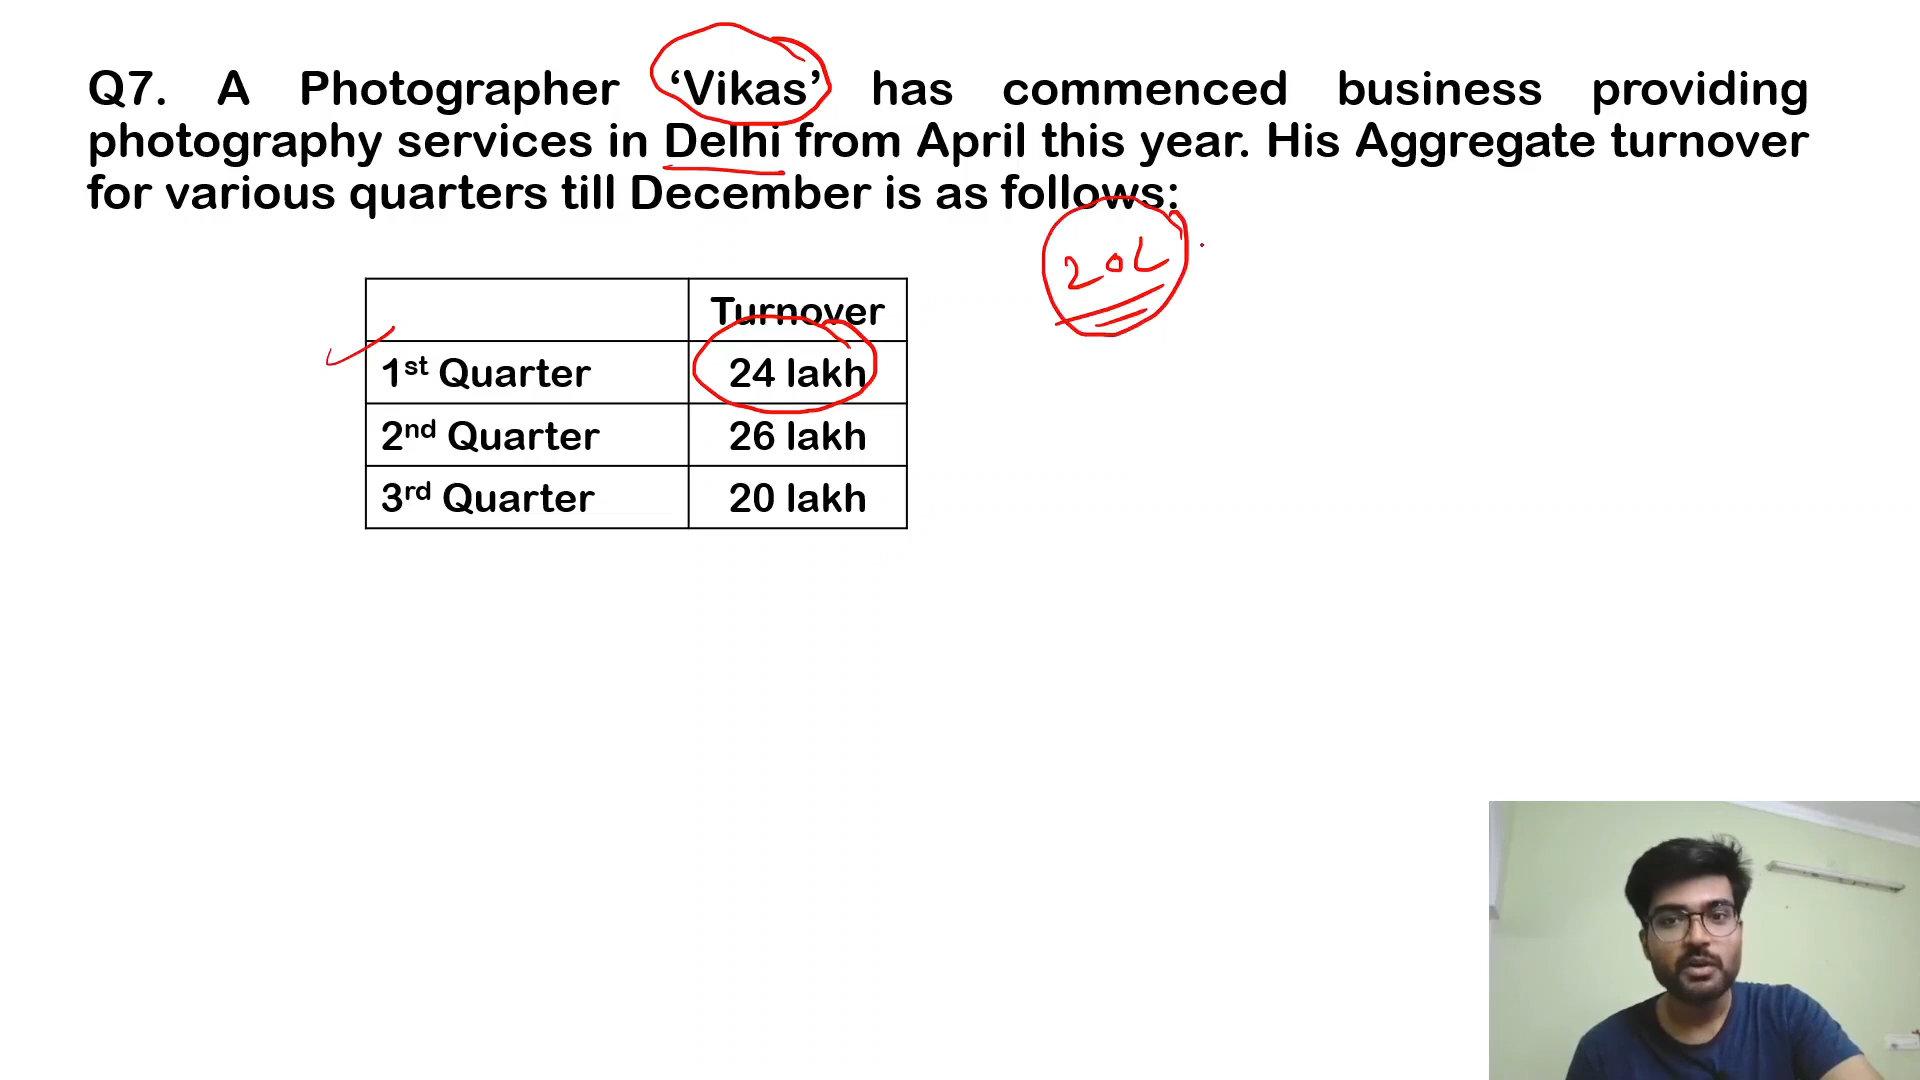 Q7. A Photographer ‘Vikas’ has commenced business providing
photography services in Delhi from April this year. His Aggregate turnover
for various quarters till December is as follows:
20L
Turnover
1st Quarter 24 lakh
2nd Quarter 26 lakh
3rd Quarter 20 lakh